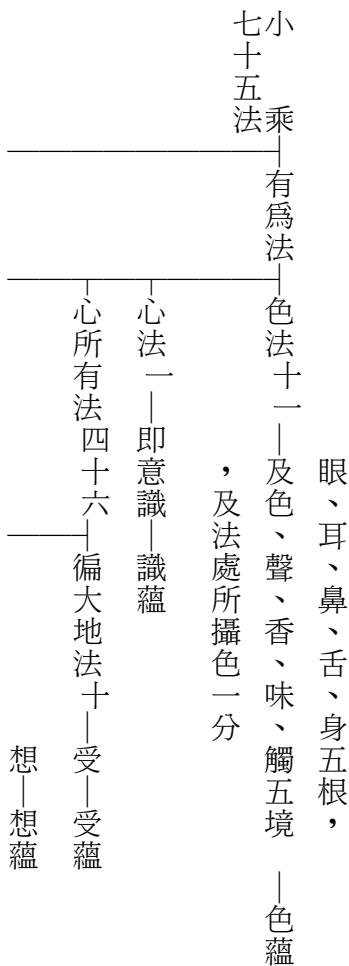 小乘
七十五法
有爲法
色法十一
眼、耳、鼻、舌、身五根，
及色、聲、香、味、觸五境
，及法處所攝色一分
色蘊
心法一
即意識
識蘊
心所有法四十六
徧大地法十
受
受蘊
想
想蘊